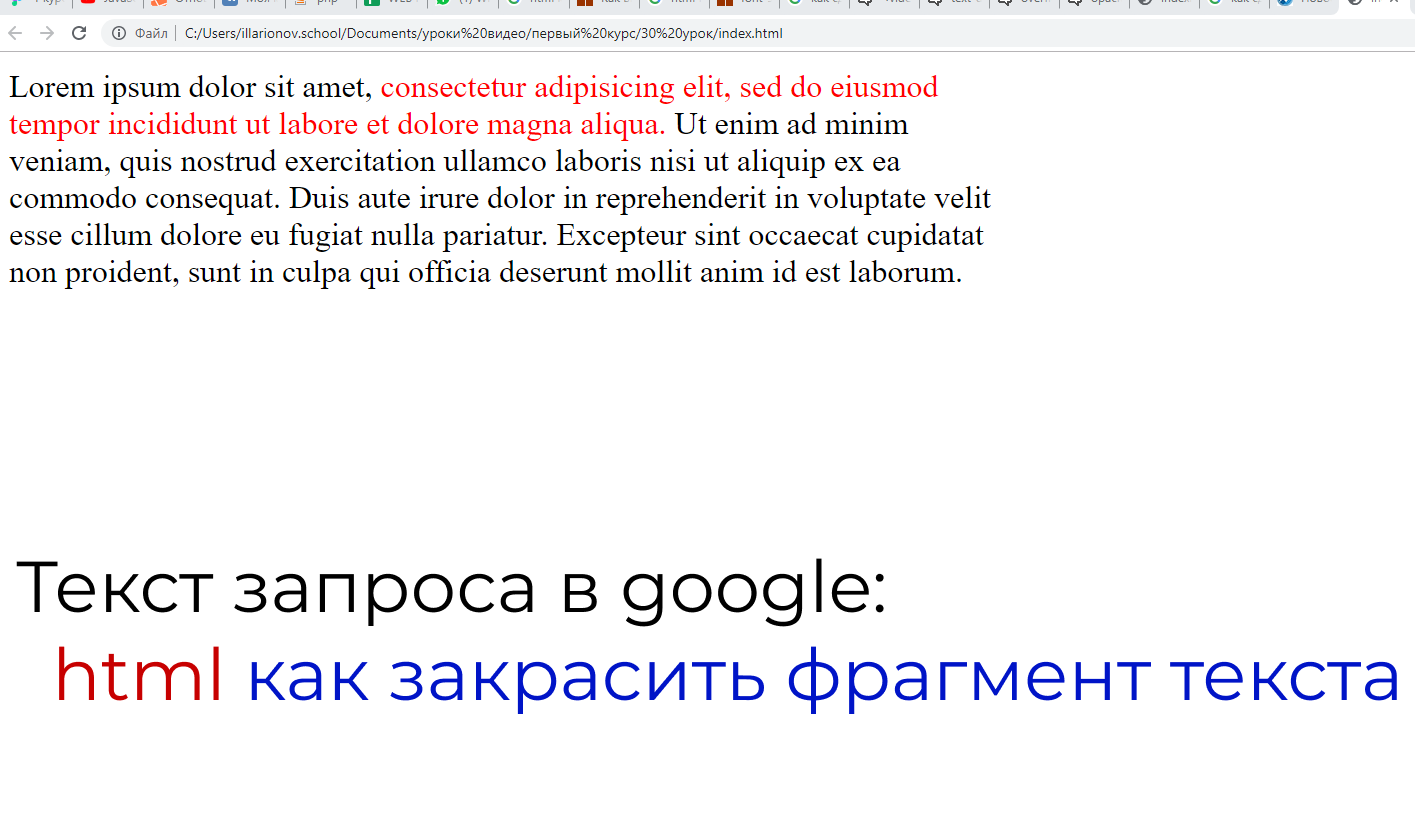 Файл C:/Users/illarionov.school/Documents/уроки%20видео/первый%20курс/30%20урок/index.html
Lorem ipsum dolor sit amet, consectetur adipisicing elit, sed do eiusmod
tempor incididunt ut labore et dolore magna aliqua. Ut enim ad minim
veniam, quis nostrud exercitation ullamco laboris nisi ut aliquip ex ea
commodo consequat. Duis aute irure dolor in reprehenderit in voluptate velit
esse cillum dolore eu fugiat nulla pariatur. Excepteur sint occaecat cupidatat
non proident, sunt in culpa qui officia deserunt mollit anim id est laborum.
Текст запроса в google:
html как закрасить фрагмент текста